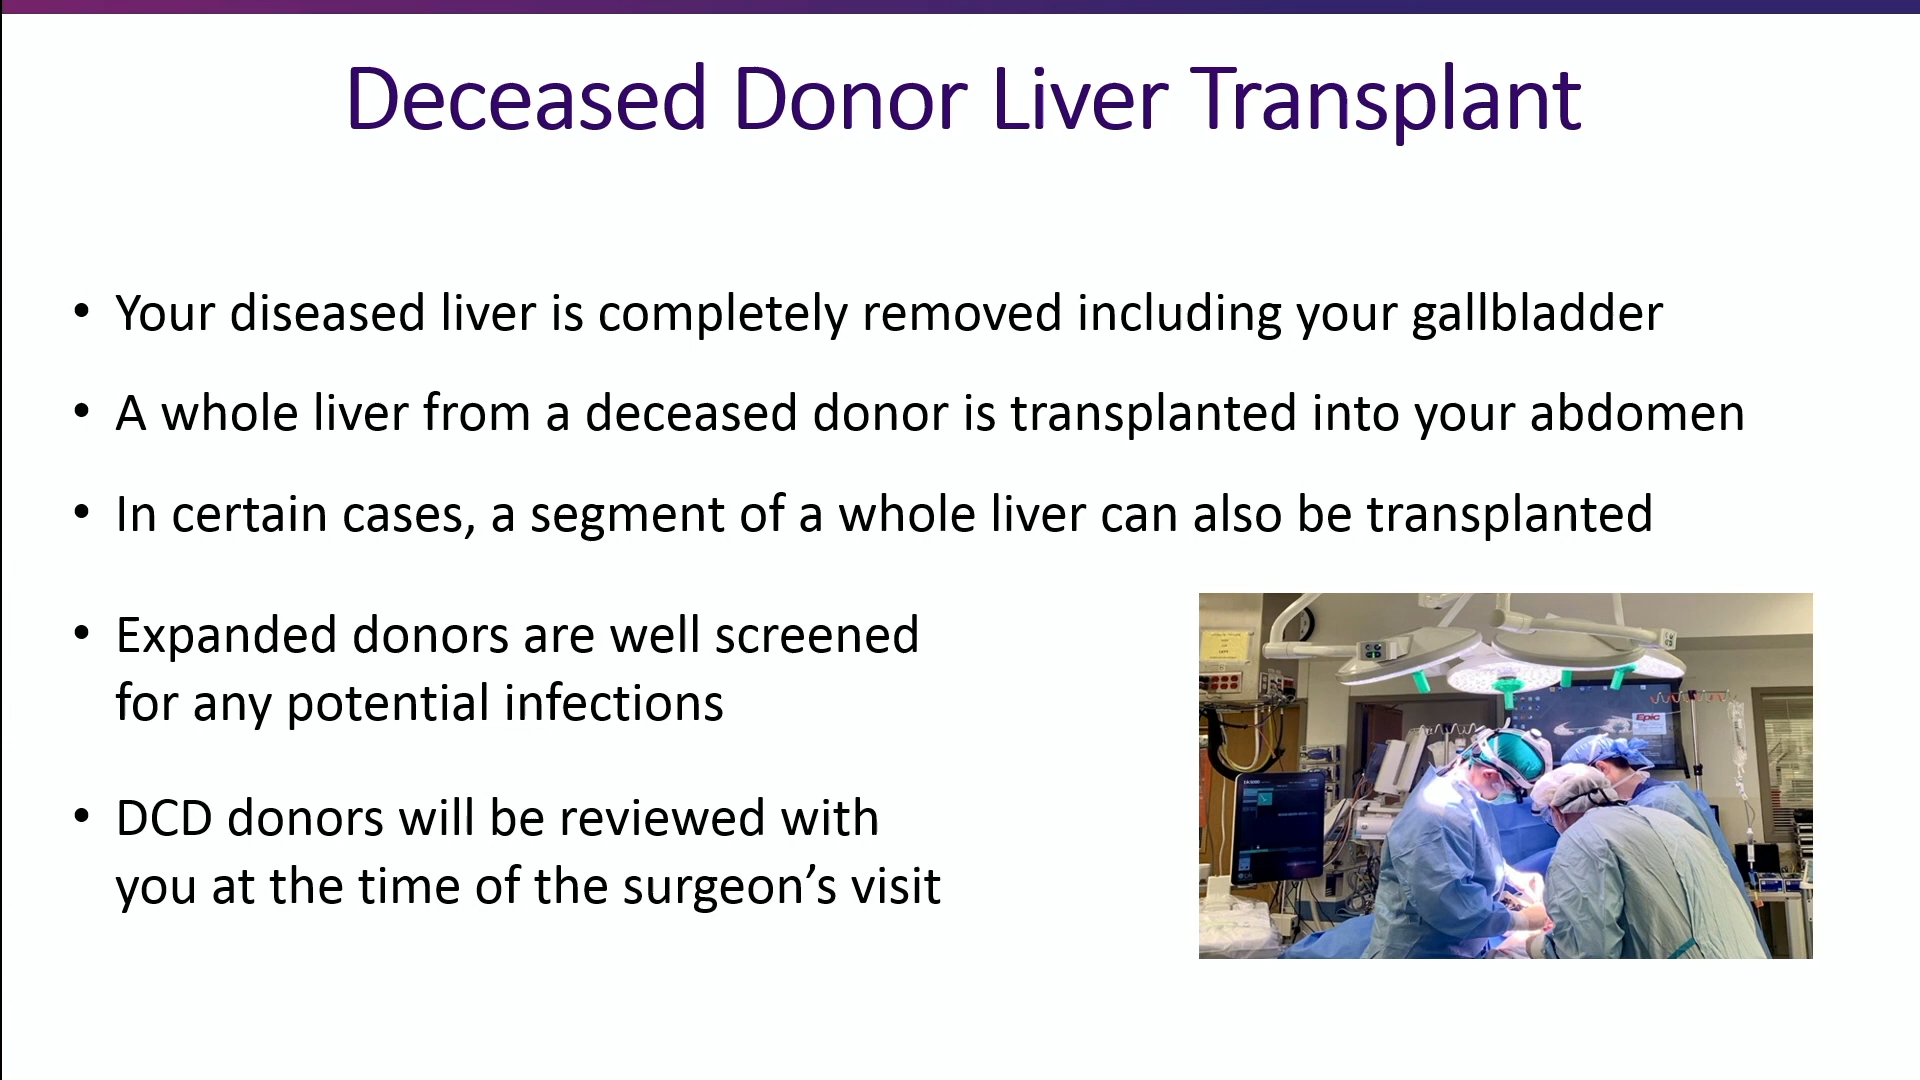 Deceased Donor Liver Transplant
• Your diseased liver is completely removed including your gallbladder
• A whole liver from a deceased donor is transplanted into your abdomen
• In certain cases, a segment of a whole liver can also be transplanted
• Expanded donors are well screened
for any potential infections
• DCD donors will be reviewed with
you at the time of the surgeon’s visit
Epic